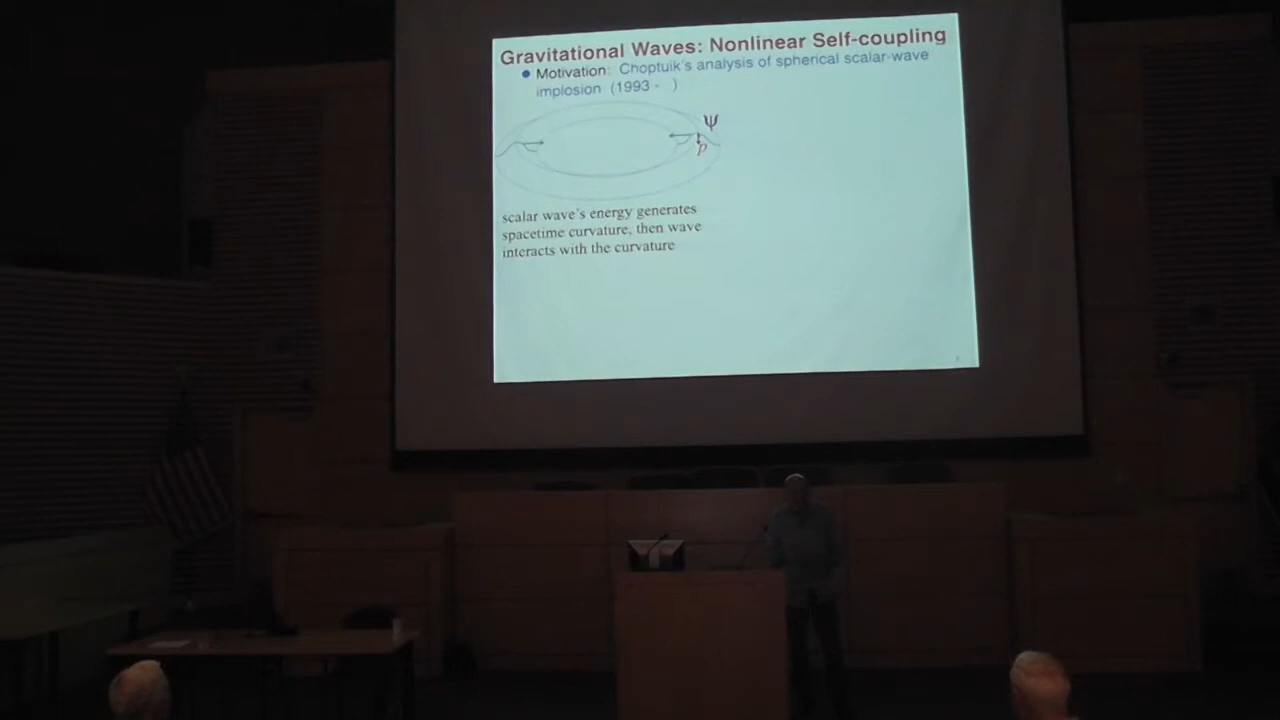 Gravitational Waves: Nonlinear Self-coupling
Motivation: Choptuik's analysis of spherical scalar-wave
implosion (1993 - )
Ψ
p
scalar wave's energy generates
spacetime curvature, then wave
interacts with the curvature